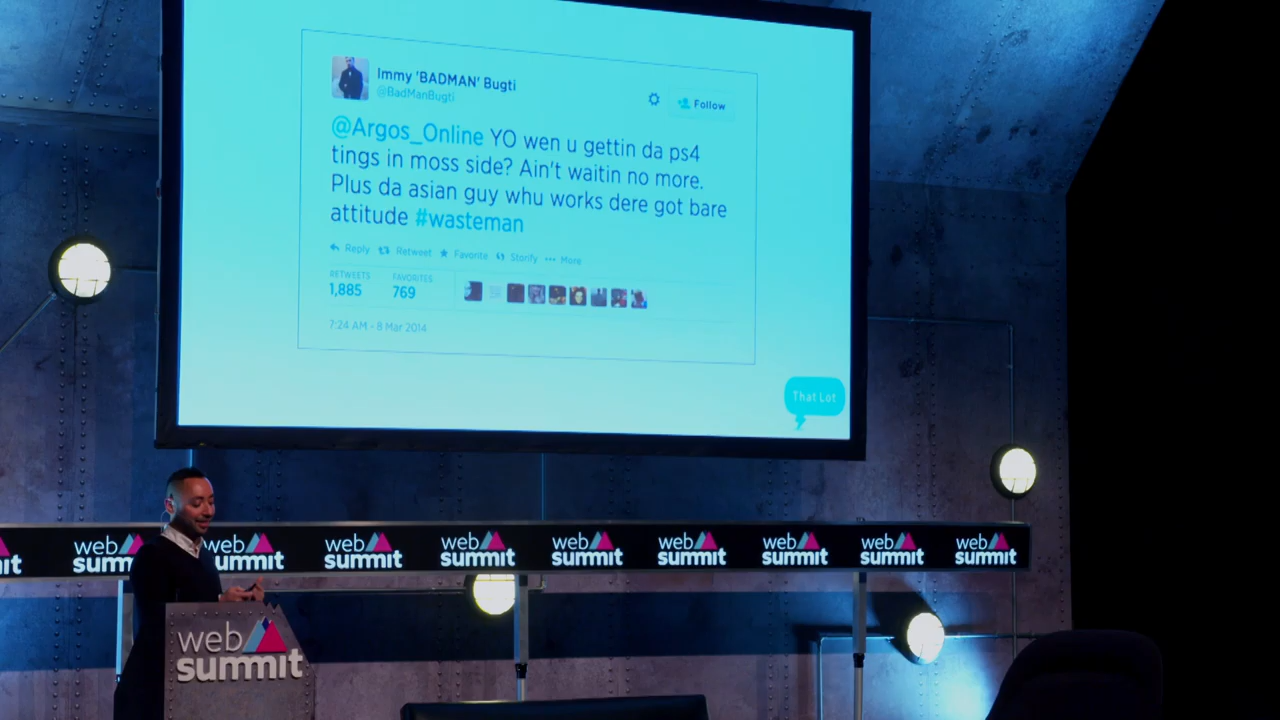 Immy 'BADMAN' Bugti
@BadManBugti
Follow
@Argos_Online YO wen u gettin da ps4
tings in moss side? Ain't waitin no more.
Plus da asian guy whu works dere got bare
attitude #wasteman
Reply Retweet Favorite Storify More
RETWEETS FAVORITES
1,885 769
7:24 AM - 8 Mar 2014
That Lot
it
web
summ
web
summit
web
summit
web
summit
web
summit
web
summit
web
summit
web
summit
web
summit
web
summit